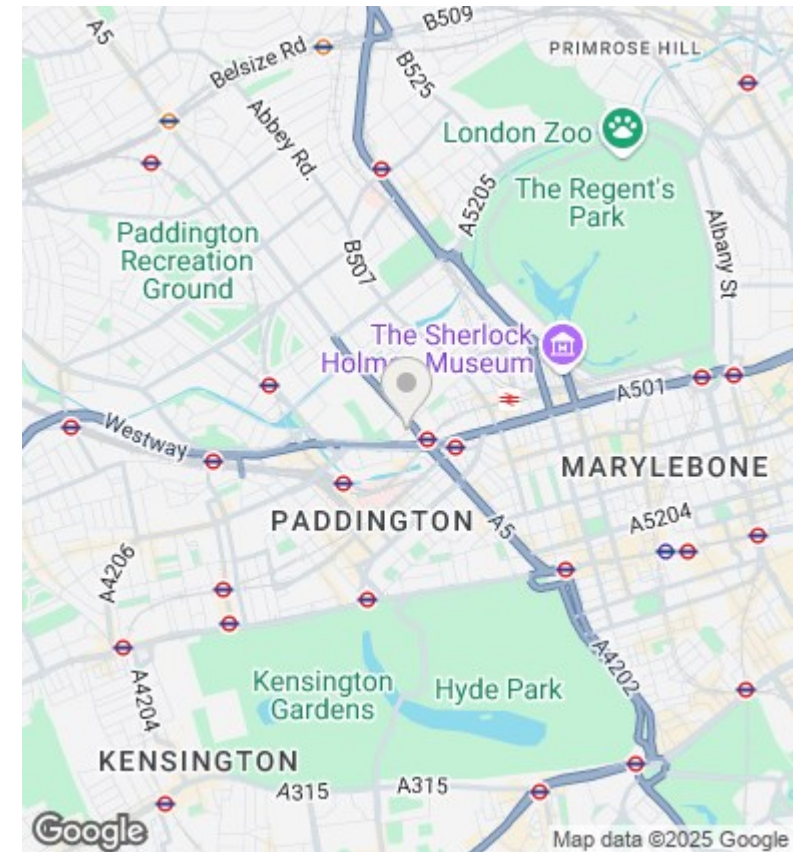 A5
B509
Belsize Rd
B525
PRIMROSE HILL
Abbey Rd.
London Zoo
A5205
The Regent's
Park
Albany St
Paddington
Recreation
Ground
B507
The Sherlock
Holmes Museum
A501
Westway
MARYLEBONE
PADDINGTON
A5
A5204
A4206
A4202
Kensington
Gardens
Hyde Park
A4204
KENSINGTON
A315
A315
Google
Map data ©2025 Google